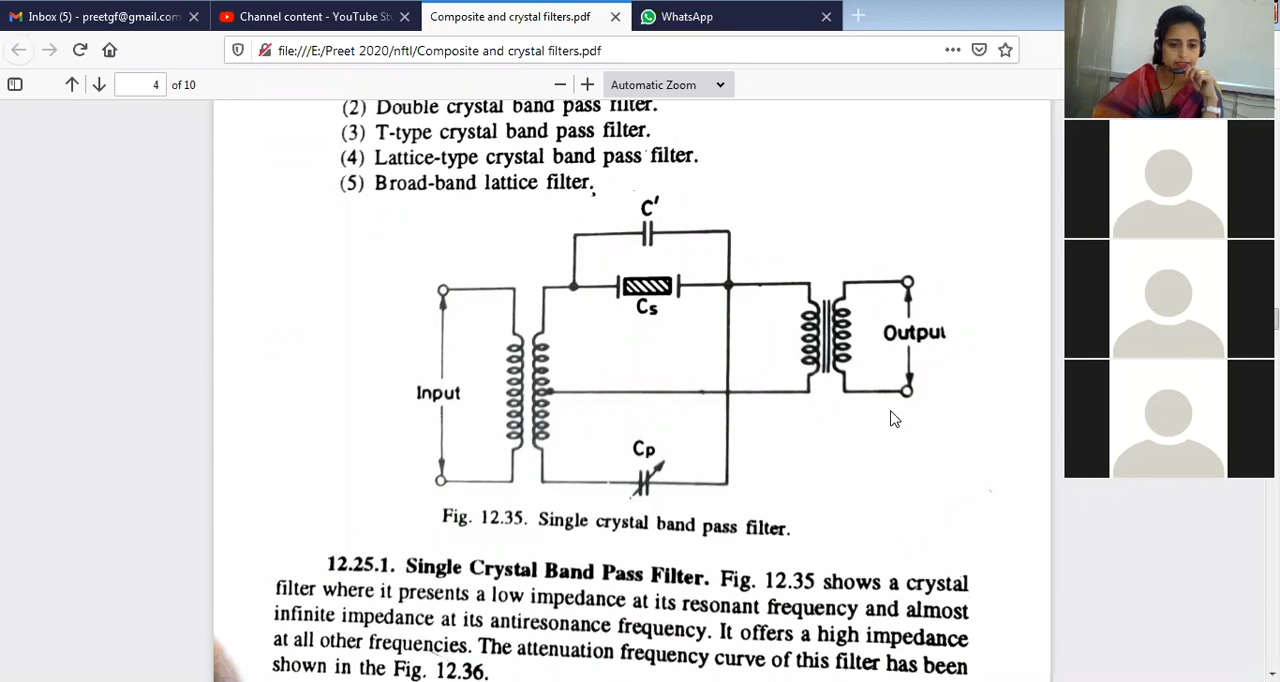 Inbox (5) - preetgf@gmail.com
Channel content - YouTube St
Composite and crystal filters.pdf
WhatsApp
file:///E:/Preet 2020/nftl/Composite and crystal filters.pdf
4 of 10
Automatic Zoom
(2) Double crystal band pass filter.
(3) T-type crystal band pass filter.
(4) Lattice-type crystal band pass filter.
(5) Broad-band lattice filter.
C'
Cs
Input
Output
Cp
Fig. 12.35. Single crystal band pass filter.
12.25.1. Single Crystal Band Pass Filter. Fig. 12.35 shows a crystal
filter where it presents a low impedance at its resonant frequency and almost
infinite impedance at its antiresonance frequency. It offers a high impedance
at all other frequencies. The attenuation frequency curve of this filter has been
shown in the Fig. 12.36.